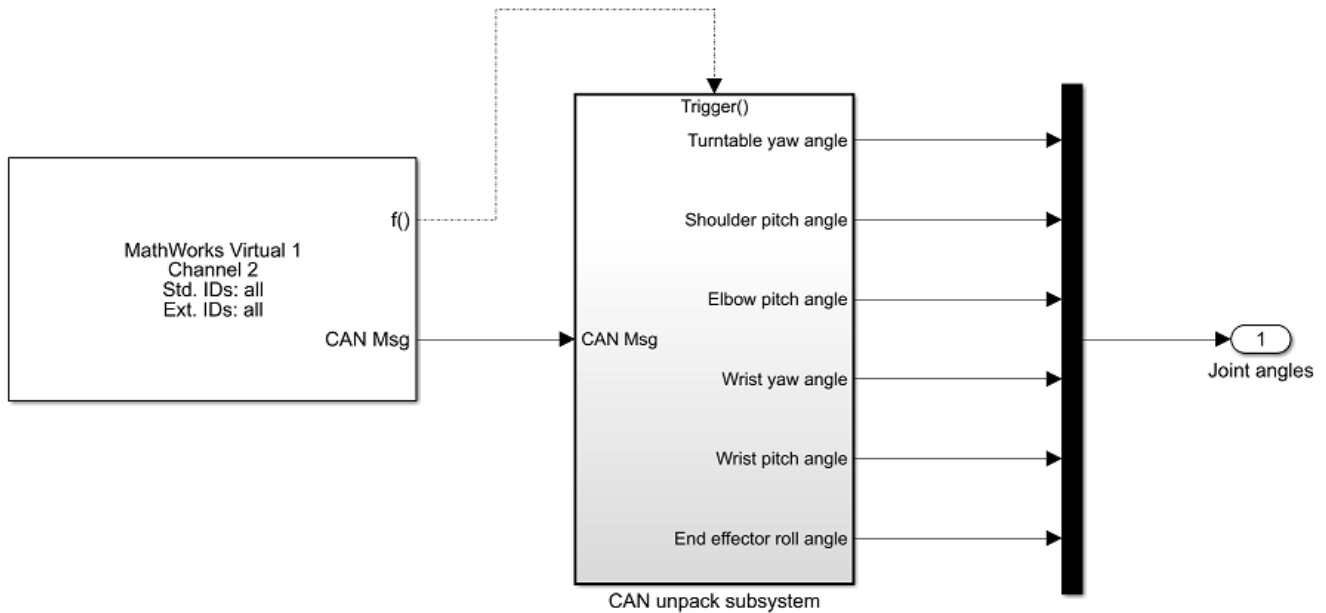 f()
MathWorks Virtual 1
Channel 2
Std. IDs: all
Ext. IDs: all
CAN Msg
Trigger()
Turntable yaw angle
Shoulder pitch angle
Elbow pitch angle
CAN Msg
Wrist yaw angle
Wrist pitch angle
End effector roll angle
CAN unpack subsystem
1
Joint angles